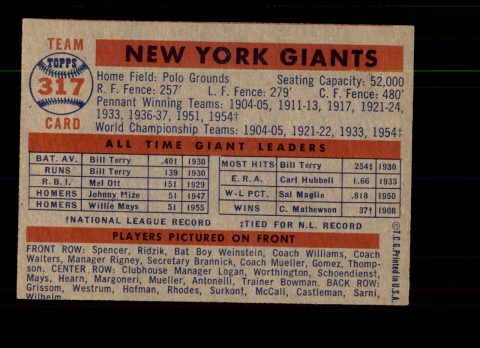 TEAM
TOPPS
317
CARD
NEW YORK GIANTS
Home Field: Polo Grounds Seating Capacity: 52,000
R. F. Fence: 257' L. F. Fence: 279' C. F. Fence: 480'
Pennant Winning Teams: 1904-05, 1911-13, 1917, 1921-24,
1933, 1936-37, 1951, 1954‡
World Championship Teams: 1904-05, 1921-22, 1933, 1954‡
ALL TIME GIANT LEADERS
BAT. AV. Bill Terry .401 1930
RUNS Bill Terry 139 1930
R.B.I. Mel Ott 151 1929
HOMERS Johnny Mize 51 1947
HOMERS Willie Mays 51 1955
MOST HITS Bill Terry 254‡ 1930
E.R.A. Carl Hubbell 1.66 1933
W-L PCT. Sal Maglie .818 1950
WINS C. Mathewson 37† 1908
†NATIONAL LEAGUE RECORD ‡TIED FOR N.L. RECORD
PLAYERS PICTURED ON FRONT
FRONT ROW: Spencer, Ridzik, Bat Boy Weinstein, Coach Williams, Coach
Walters, Manager Rigney, Secretary Brannick, Coach Mueller, Gomez, Thomp-
son. CENTER ROW: Clubhouse Manager Logan, Worthington, Schoendienst,
Mays, Hearn, Margoneri, Mueller, Antonelli, Trainer Bowman. BACK ROW:
Grissom, Westrum, Hofman, Rhodes, Surkont, McCall, Castleman, Sarni,
Wilhelm.
©T.C.G. Printed in U.S.A.